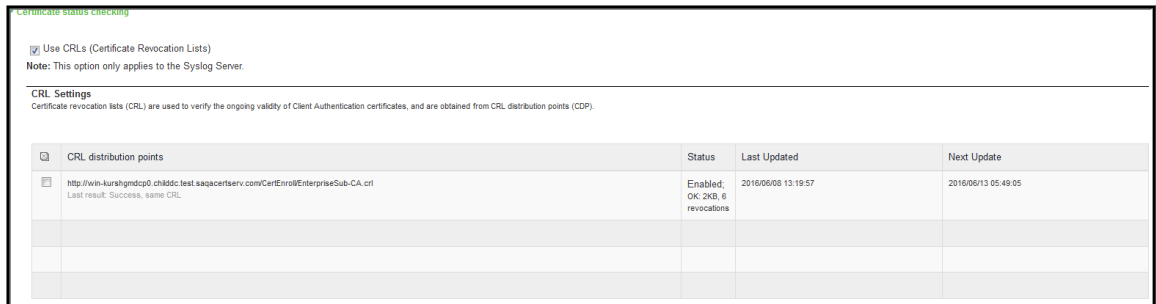 Certificate status checking
Use CRLs (Certificate Revocation Lists)
Note: This option only applies to the Syslog Server.
CRL Settings
Certificate revocation lists (CRL) are used to verify the ongoing validity of Client Authentication certificates, and are obtained from CRL distribution points (CDP).
CRL distribution points Status Last Updated Next Update
http://win-kurshgmdcp0.childdc.test.saqacertserv.com/CertEnroll/EnterpriseSub-CA.crl Enabled; 2016/06/08 13:19:57 2016/06/13 05:49:05
Last result: Success, same CRL OK: 2KB, 6
revocations